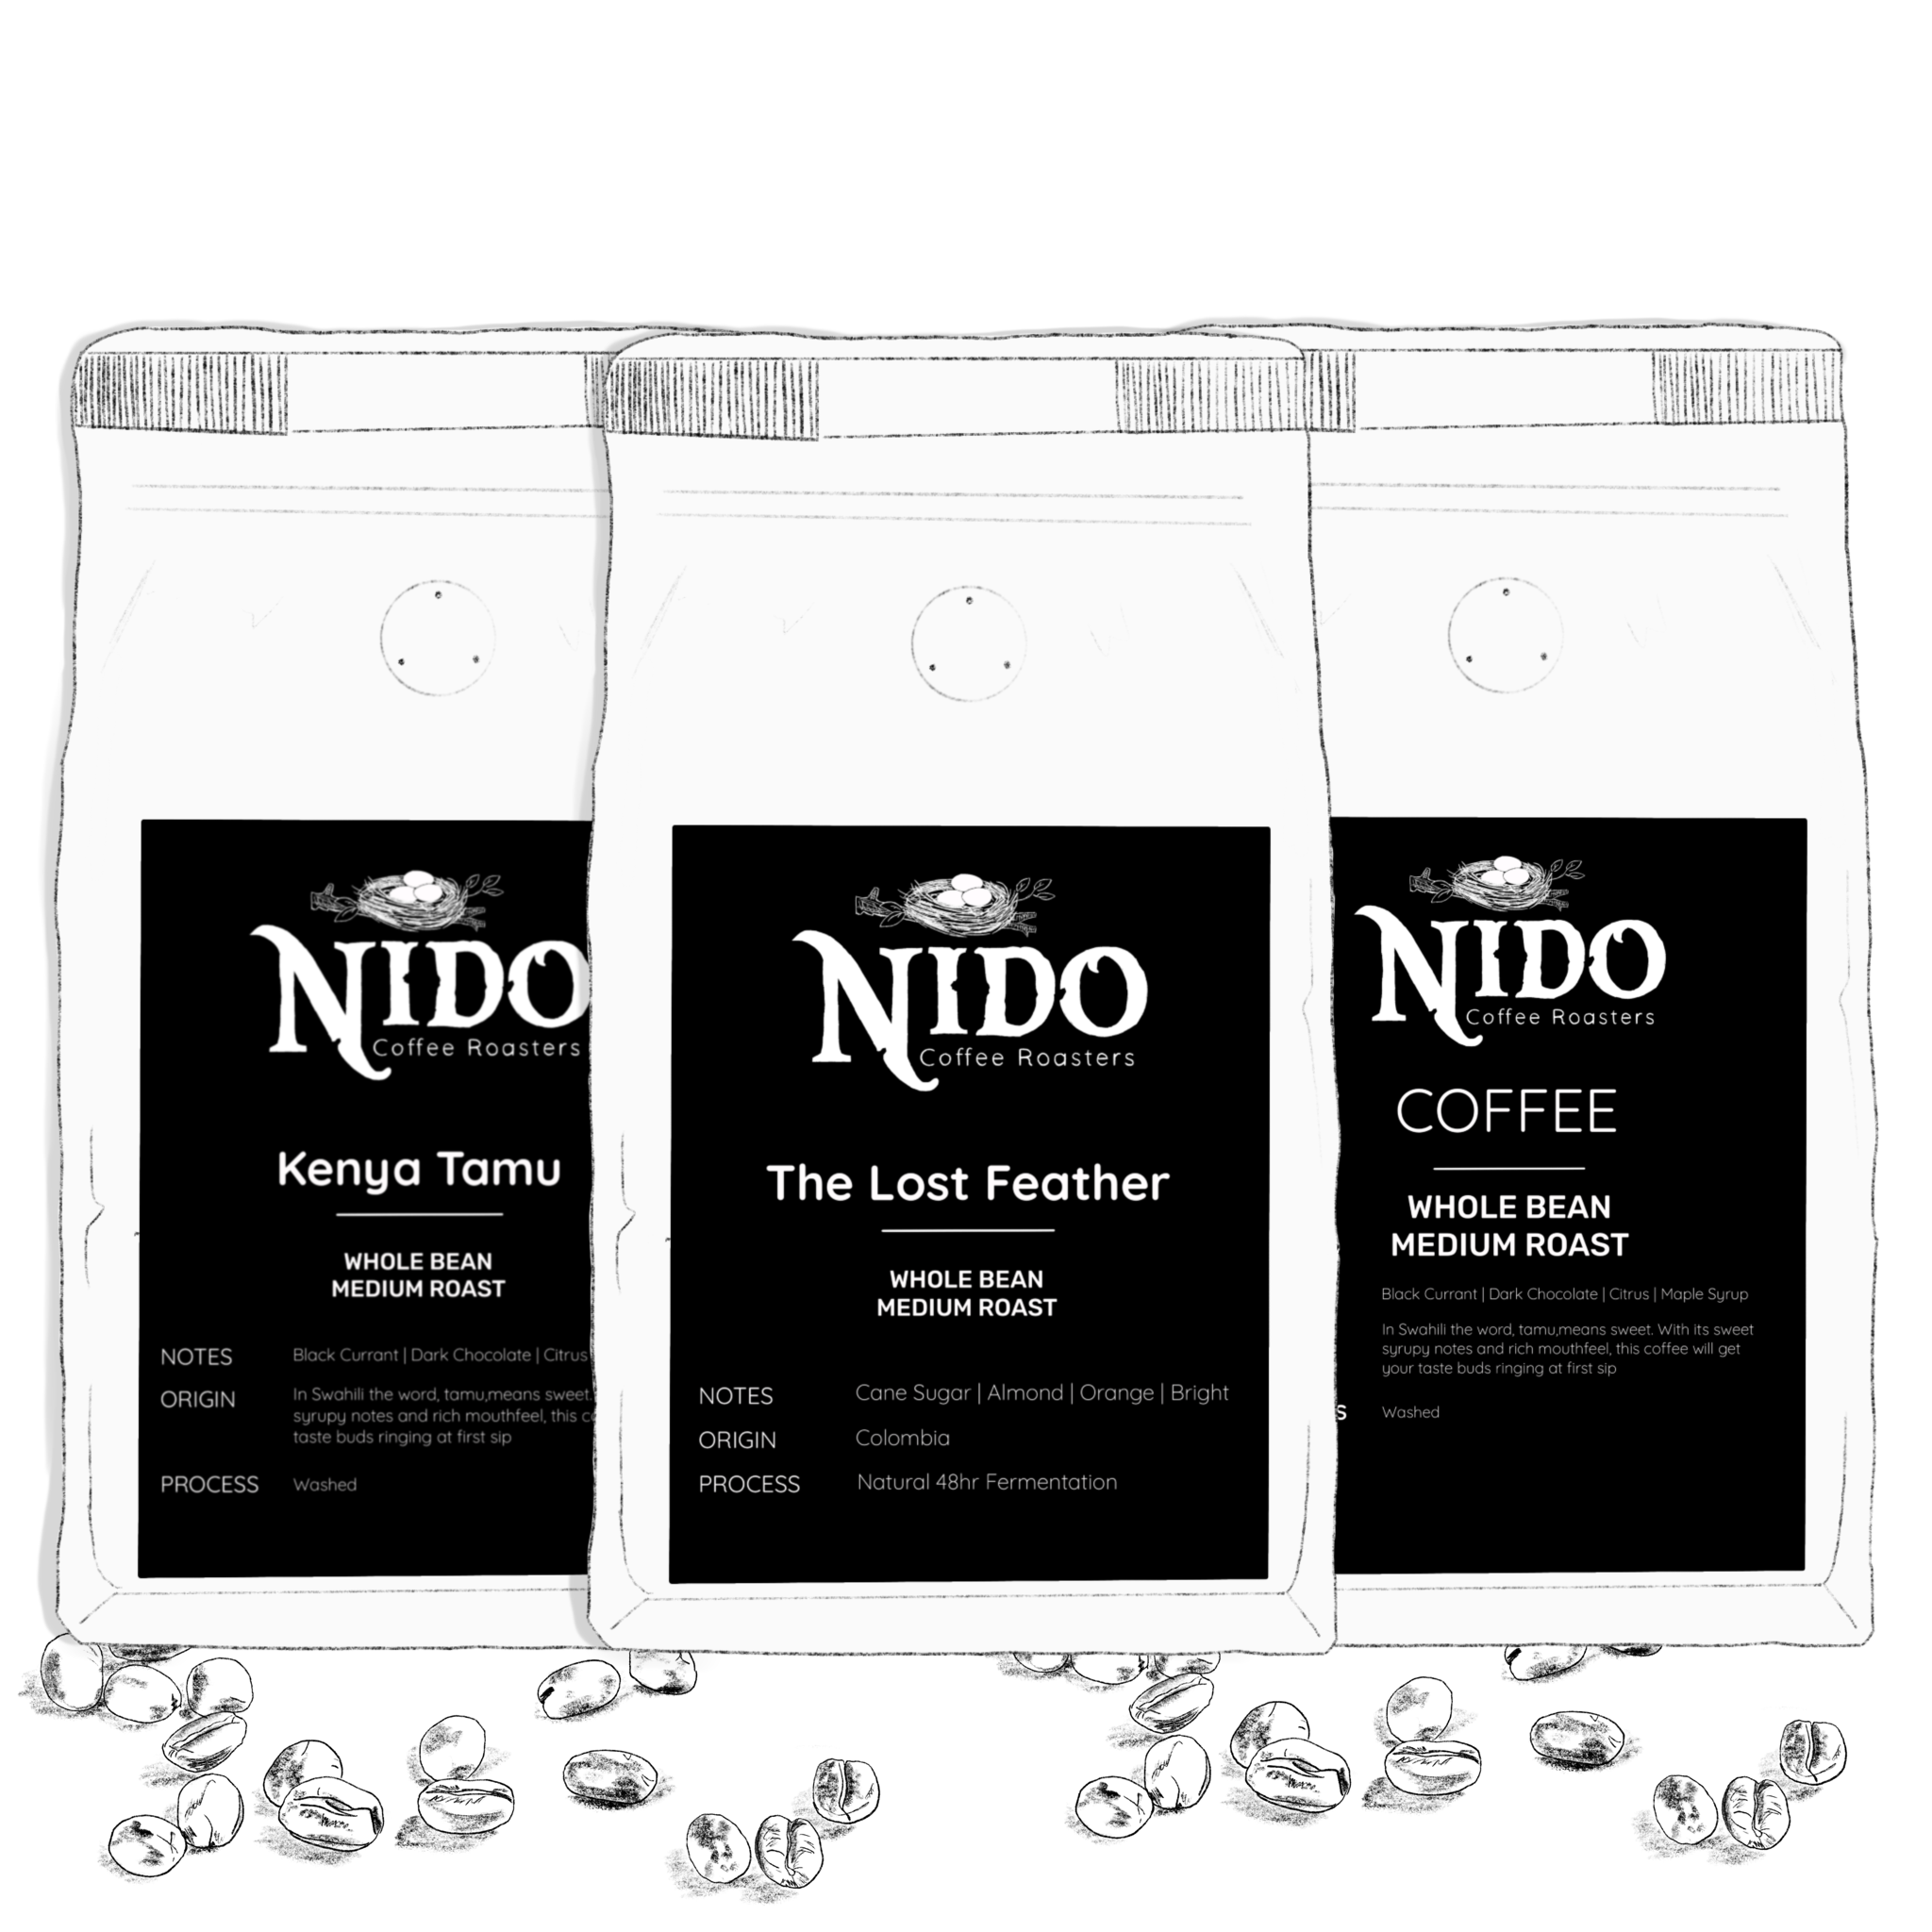 NIDO
Coffee Roasters
Kenya Tamu
WHOLE BEAN
MEDIUM ROAST
NOTES Black Currant | Dark Chocolate | Citrus
ORIGIN In Swahili the word, tamu,means sweet.
syrupy notes and rich mouthfeel, this
taste buds ringing at first sip
PROCESS Washed
NIDO
Coffee Roasters
The Lost Feather
WHOLE BEAN
MEDIUM ROAST
NOTES Cane Sugar | Almond | Orange | Bright
ORIGIN Colombia
PROCESS Natural 48hr Fermentation
NIDO
Coffee Roasters
COFFEE
WHOLE BEAN
MEDIUM ROAST
Black Currant | Dark Chocolate | Citrus | Maple Syrup
In Swahili the word, tamu,means sweet. With its sweet
syrupy notes and rich mouthfeel, this coffee will get
your taste buds ringing at first sip
Washed